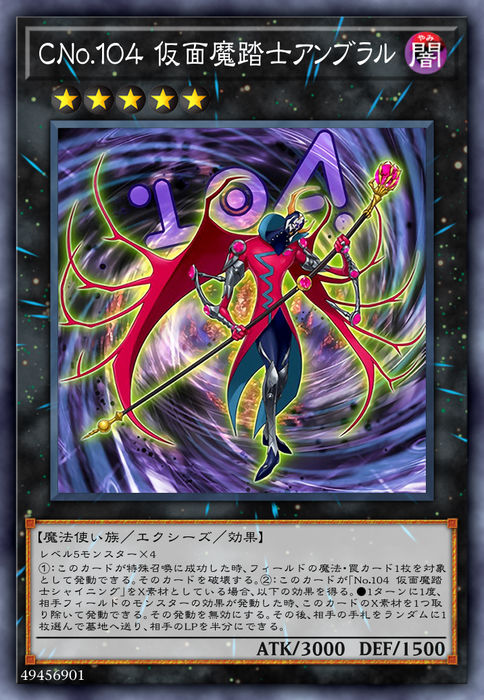 CNo.104 仮面魔踏士アンブラル
やみ
闇
104
【魔法使い族／エクシーズ／効果】
レベル5モンスター×4
①:このカードが特殊召喚に成功した時、フィールドの魔法・罠カード1枚を対象
として発動できる。そのカードを破壊する。②:このカードが「No.104 仮面魔踏
士シャイニング」をX素材としている場合、以下の効果を得る。●1ターンに1度、
相手フィールドのモンスターの効果が発動した時、このカードのX素材を1つ取
り除いて発動できる。その発動を無効にする。その後、相手の手札をランダムに1
枚選んで墓地へ送り、相手のLPを半分にできる。
ATK/3000 DEF/1500
49456901